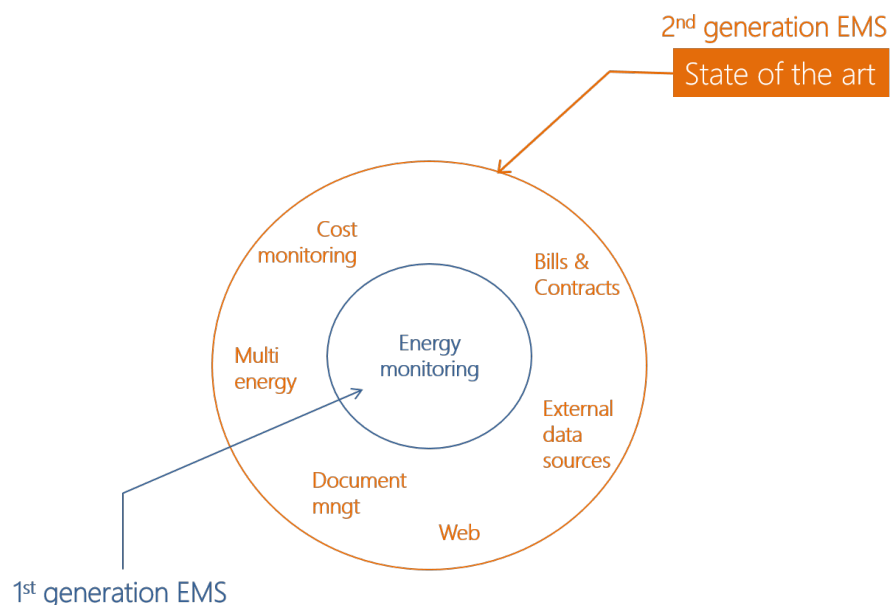 2nd generation EMS
State of the art
Cost
monitoring
Bills &
Contracts
Energy
monitoring
Multi
energy
External
data
sources
Document
mngt
Web
1st generation EMS